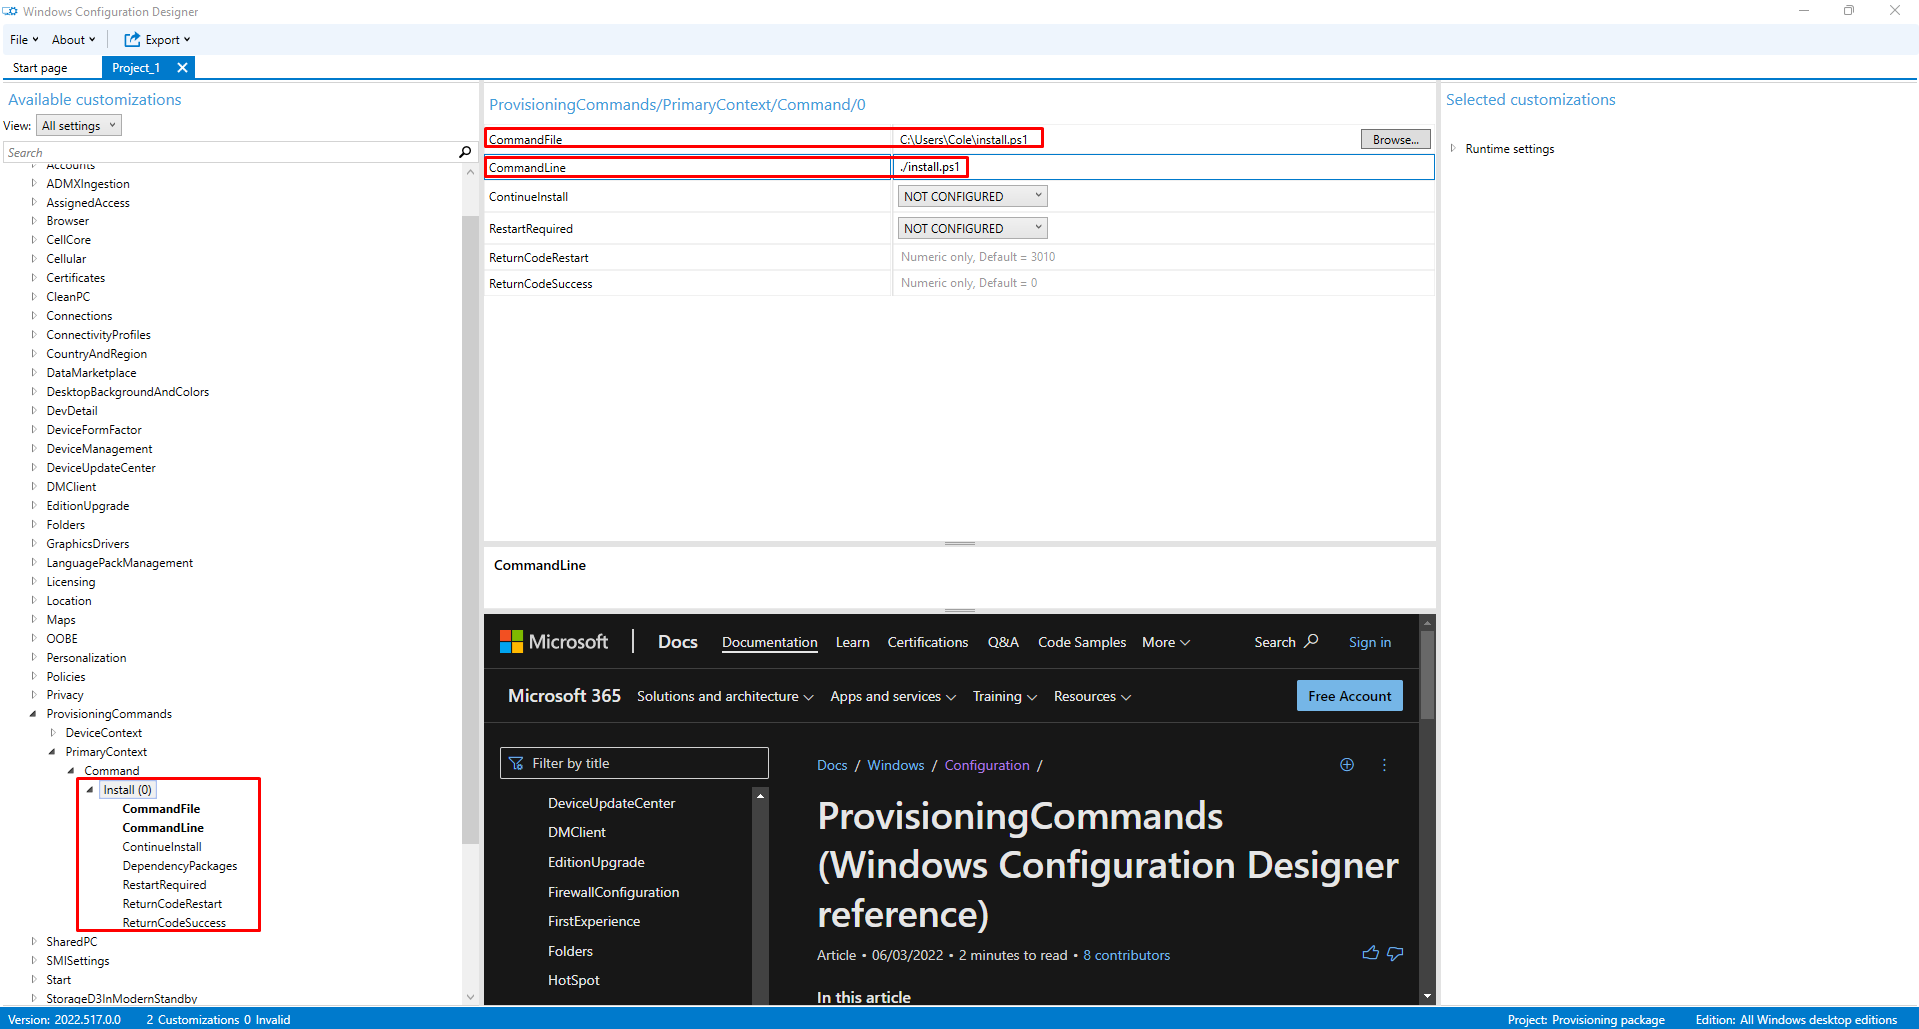 Windows Configuration Designer
File About Export
Start page Project_1
Available customizations
View: All settings
Search
Accounts
ADMXIngestion
AssignedAccess
Browser
CellCore
Cellular
Certificates
CleanPC
Connections
ConnectivityProfiles
CountryAndRegion
DataMarketplace
DesktopBackgroundAndColors
DevDetail
DeviceFormFactor
DeviceManagement
DeviceUpdateCenter
DMClient
EditionUpgrade
Folders
GraphicsDrivers
LanguagePackManagement
Licensing
Location
Maps
OOBE
Personalization
Policies
Privacy
ProvisioningCommands
DeviceContext
PrimaryContext
Command
Install (0)
CommandFile
CommandLine
ContinueInstall
DependencyPackages
RestartRequired
ReturnCodeRestart
ReturnCodeSuccess
SharedPC
SMISettings
Start
StorageD3InModernStandby
ProvisioningCommands/PrimaryContext/Command/0
CommandFile C:\Users\Cole\install.ps1 Browse...
CommandLine ./install.ps1
ContinueInstall NOT CONFIGURED
RestartRequired NOT CONFIGURED
ReturnCodeRestart Numeric only, Default = 3010
ReturnCodeSuccess Numeric only, Default = 0
CommandLine
Microsoft Docs Documentation Learn Certifications Q&A Code Samples More Search Sign in
Microsoft 365 Solutions and architecture Apps and services Training Resources Free Account
Filter by title
DeviceUpdateCenter
DMClient
EditionUpgrade
FirewallConfiguration
FirstExperience
Folders
HotSpot
Docs / Windows / Configuration /
ProvisioningCommands
(Windows Configuration Designer
reference)
Article • 06/03/2022 • 2 minutes to read • 8 contributors
In this article
Selected customizations
Runtime settings
Version: 2022.517.0.0 2 Customizations 0 Invalid Project: Provisioning package Edition: All Windows desktop editions